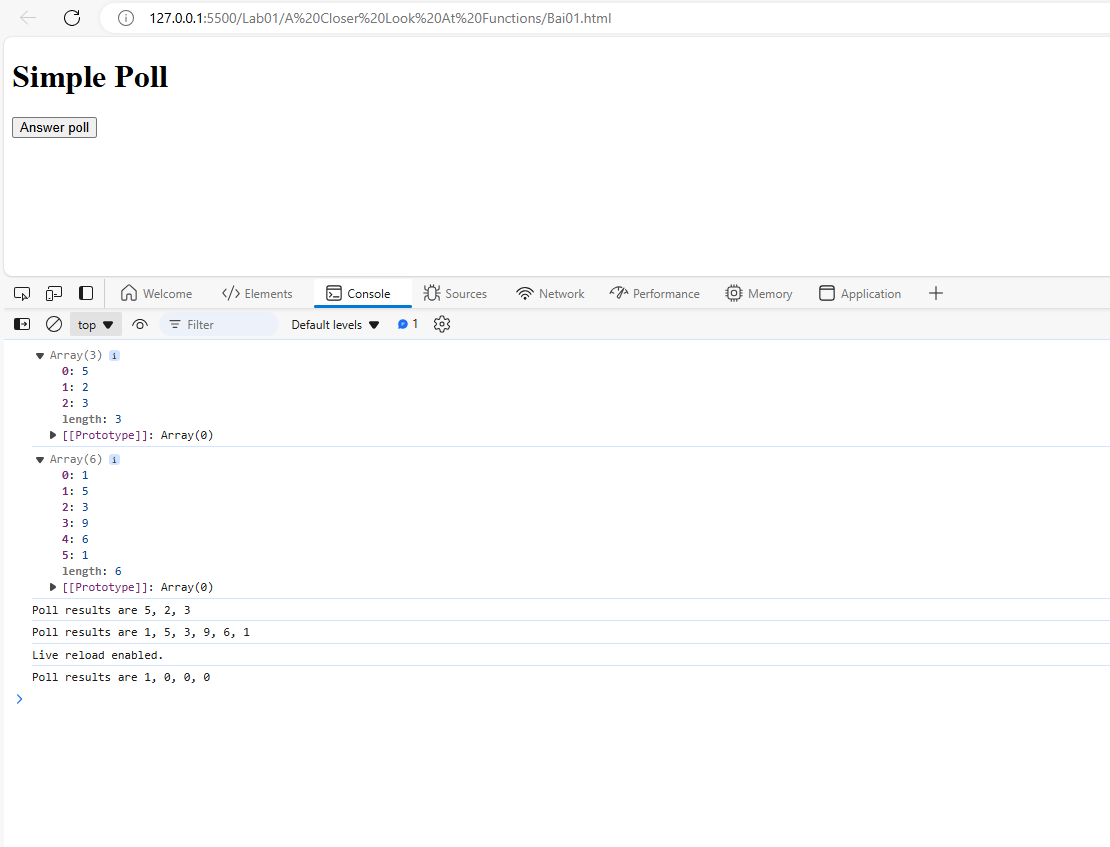 127.0.0.1:5500/Lab01/A%20Closer%20Look%20At%20Functions/Bai01.html
Simple Poll
Answer poll
Welcome </> Elements Console Sources Network Performance Memory Application
top Filter Default levels 1
Array(3) i
0: 5
1: 2
2: 3
length: 3
[[Prototype]]: Array(0)
Array(6) i
0: 1
1: 5
2: 3
3: 9
4: 6
5: 1
length: 6
[[Prototype]]: Array(0)
Poll results are 5, 2, 3
Poll results are 1, 5, 3, 9, 6, 1
Live reload enabled.
Poll results are 1, 0, 0, 0